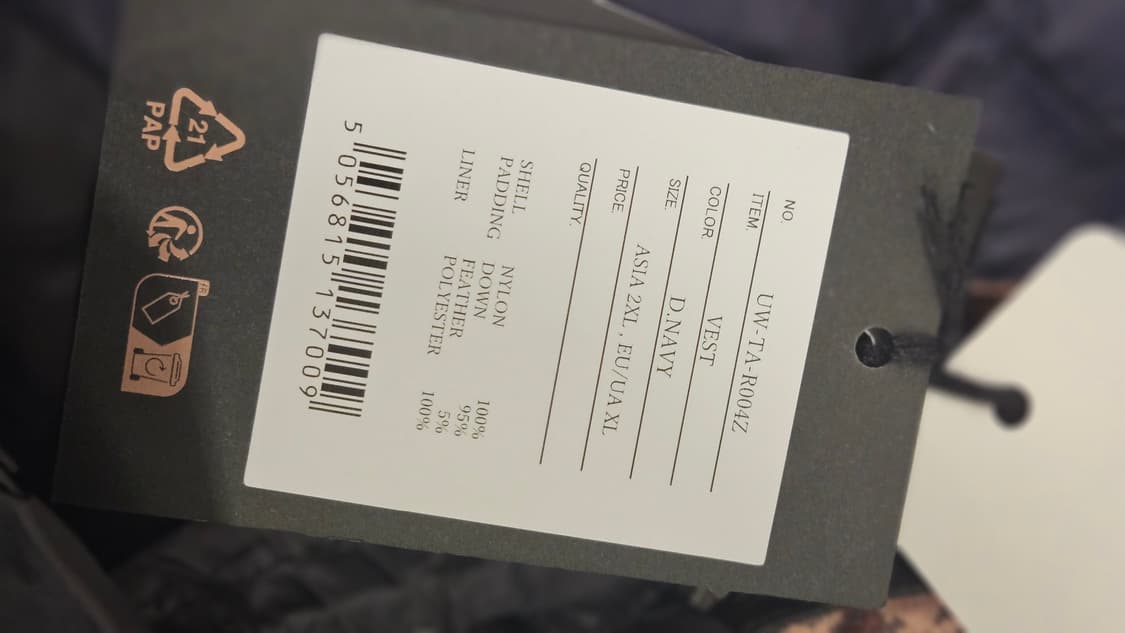 NO. UW-TA-R004Z
ITEM. VEST
COLOR. D.NAVY
SIZE. ASIA 2XL , EU/UA XL
PRICE.
QUALITY.
SHELL NYLON 100%
PADDING DOWN 95%
FEATHER 5%
LINER POLYESTER 100%
5 056815 137009
21
PAP
FR